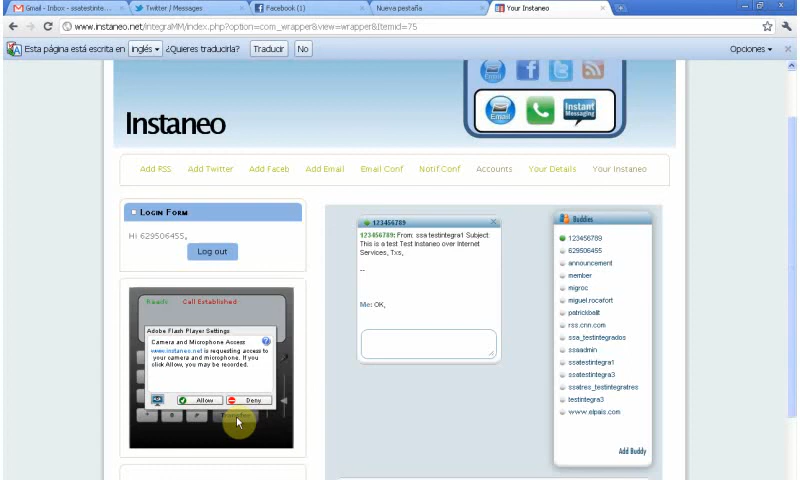 Gmail - Inbox - ssatestinte...
Twitter / Messages
Facebook (1)
Nueva pestaña
Your Instaneo
www.instaneo.net/integraMM/index.php?option=com_wrapper&view=wrapper&Itemid=75
Esta página está escrita en inglés ¿Quieres traducirla? Traducir No Opciones
Email
Email
Instant
Messaging
Instaneo
Add RSS Add Twitter Add Faceb Add Email Email Conf Notif.Conf Accounts Your Details Your Instaneo
Login Form
Hi 629506455,
Log out
Ready Call Established
Adobe Flash Player Settings
Camera and Microphone Access
www.instaneo.net is requesting access to
your camera and microphone. If you
click Allow, you may be recorded.
Allow Deny
* 0 # Transfer
123456789
123456789: From: ssa testintegra1 Subject:
This is a test Test Instaneo over Internet
Services, Txs,
--
Me: OK,
Buddies
123456789
629506455
announcement
member
migroc
miguel.rocafort
patrickbalit
rss.cnn.com
ssa_testintegrados
ssaadmin
ssatestintegra1
ssatestintegra3
ssatres_testintegratres
testintegra3
www.elpais.com
Add Buddy